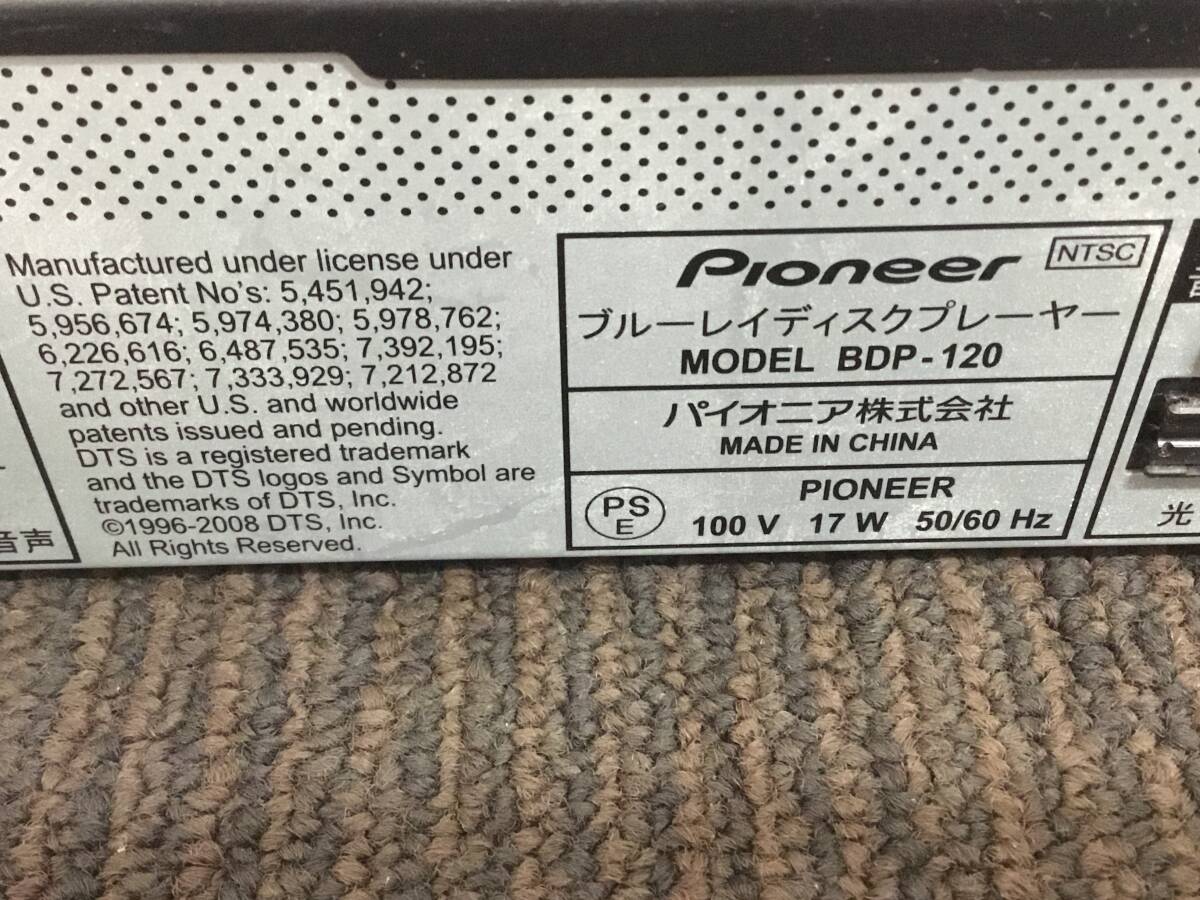 Manufactured under license under
U.S. Patent No's: 5,451,942;
5,956,674; 5,974,380; 5,978,762;
6,226,616; 6,487,535; 7,392,195;
7,272,567; 7,333,929; 7,212,872
and other U.S. and worldwide
patents issued and pending.
DTS is a registered trademark
and the DTS logos and Symbol are
trademarks of DTS, Inc.
©1996-2008 DTS, Inc.
All Rights Reserved.
音声
Pioneer NTSC
ブルーレイディスクプレーヤー
MODEL BDP-120
パイオニア株式会社
MADE IN CHINA
PIONEER
PS
E
100 V 17 W 50/60 Hz
光